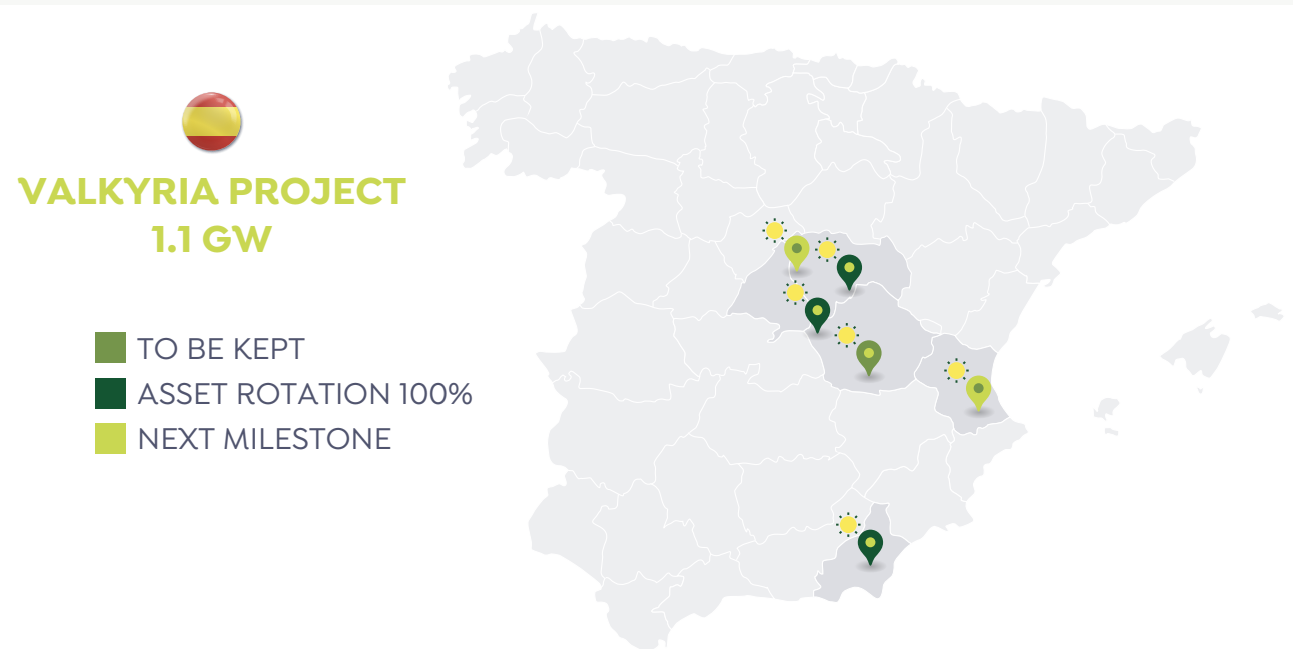 VALKYRIA PROJECT
1.1 GW
TO BE KEPT
ASSET ROTATION 100%
NEXT MILESTONE